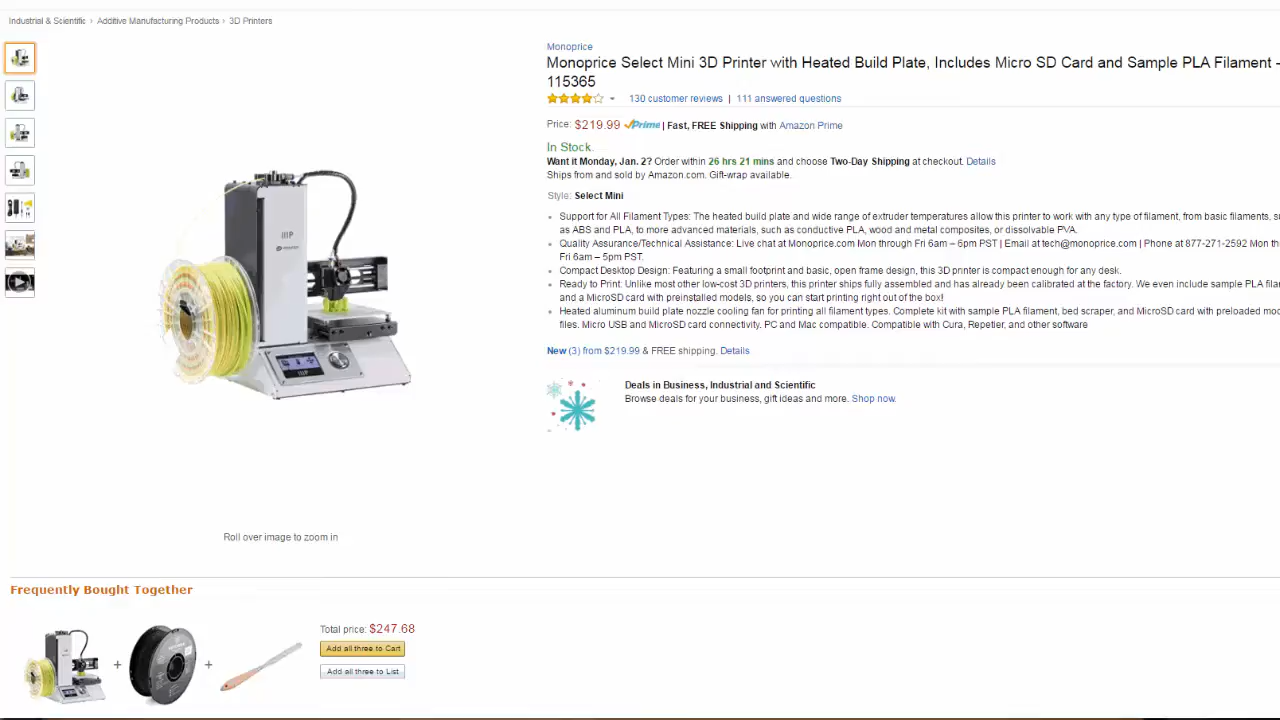 Industrial & Scientific › Additive Manufacturing Products › 3D Printers
Monoprice
Monoprice Select Mini 3D Printer with Heated Build Plate, Includes Micro SD Card and Sample PLA Filament -
115365
130 customer reviews | 111 answered questions
Price: $219.99 Prime | Fast, FREE Shipping with Amazon Prime
In Stock.
Want it Monday, Jan. 2? Order within 26 hrs 21 mins and choose Two-Day Shipping at checkout. Details
Ships from and sold by Amazon.com. Gift-wrap available.
Style: Select Mini
Support for All Filament Types: The heated build plate and wide range of extruder temperatures allow this printer to work with any type of filament, from basic filaments,
as ABS and PLA, to more advanced materials, such as conductive PLA, wood and metal composites, or dissolvable PVA.
Quality Assurance/Technical Assistance: Live chat at Monoprice.com Mon through Fri 6am – 6pm PST | Email at tech@monoprice.com | Phone at 877-271-2592 Mon
Fri 6am – 5pm PST.
Compact Desktop Design: Featuring a small footprint and basic, open frame design, this 3D printer is compact enough for any desk.
Ready to Print: Unlike most other low-cost 3D printers, this printer ships fully assembled and has already been calibrated at the factory. We even include sample PLA
and a MicroSD card with preinstalled models, so you can start printing right out of the box!
Heated aluminum build plate nozzle cooling fan for printing all filament types. Complete kit with sample PLA filament, bed scraper, and MicroSD card with preloaded
files. Micro USB and MicroSD card connectivity. PC and Mac compatible. Compatible with Cura, Repetier, and other software
New (3) from $219.99 & FREE shipping. Details
Deals in Business, Industrial and Scientific
Browse deals for your business, gift ideas and more. Shop now.
Roll over image to zoom in
Frequently Bought Together
Total price: $247.68
Add all three to Cart
Add all three to List